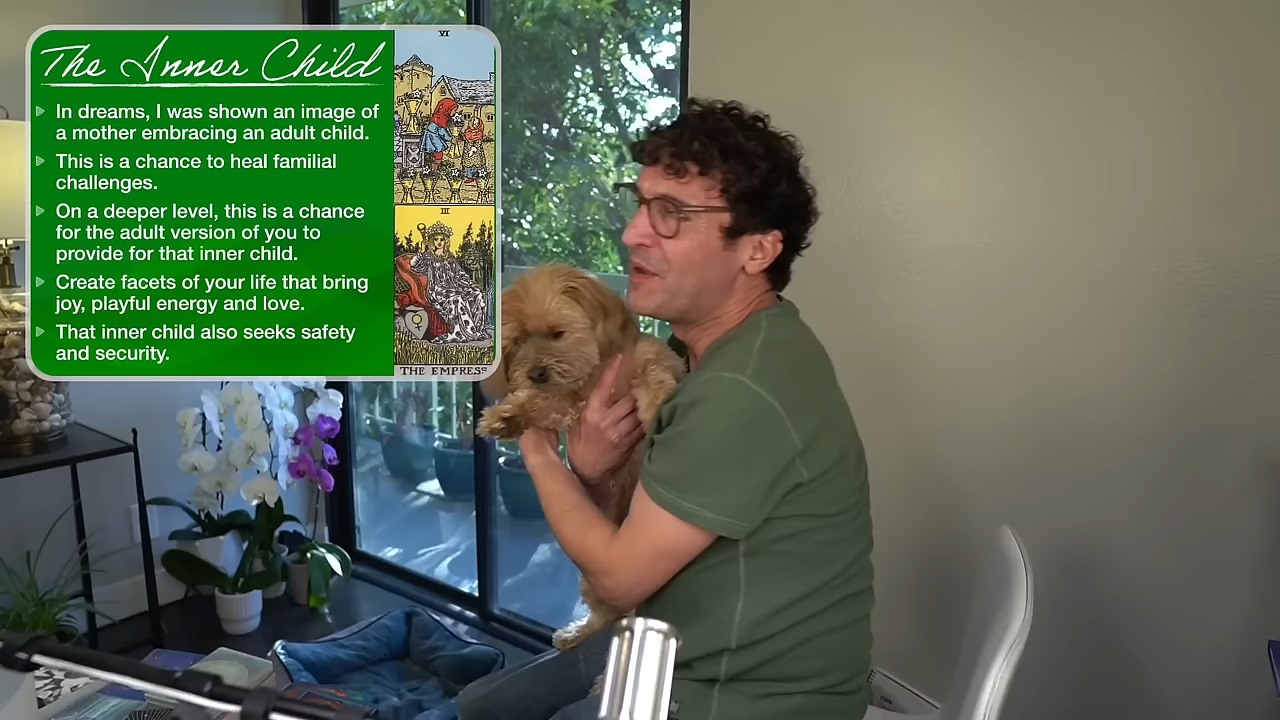 The Inner Child
In dreams, I was shown an image of
a mother embracing an adult child.
This is a chance to heal familial
challenges.
On a deeper level, this is a chance
for the adult version of you to
provide for that inner child.
Create facets of your life that bring
joy, playful energy and love.
That inner child also seeks safety
and security.
VI
III
THE EMPRESS